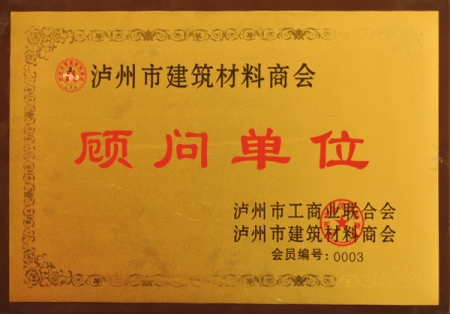 泸州市建筑材料商会
顾问单位
泸州市工商业联合会
泸州市建筑材料商会
会员编号：0003